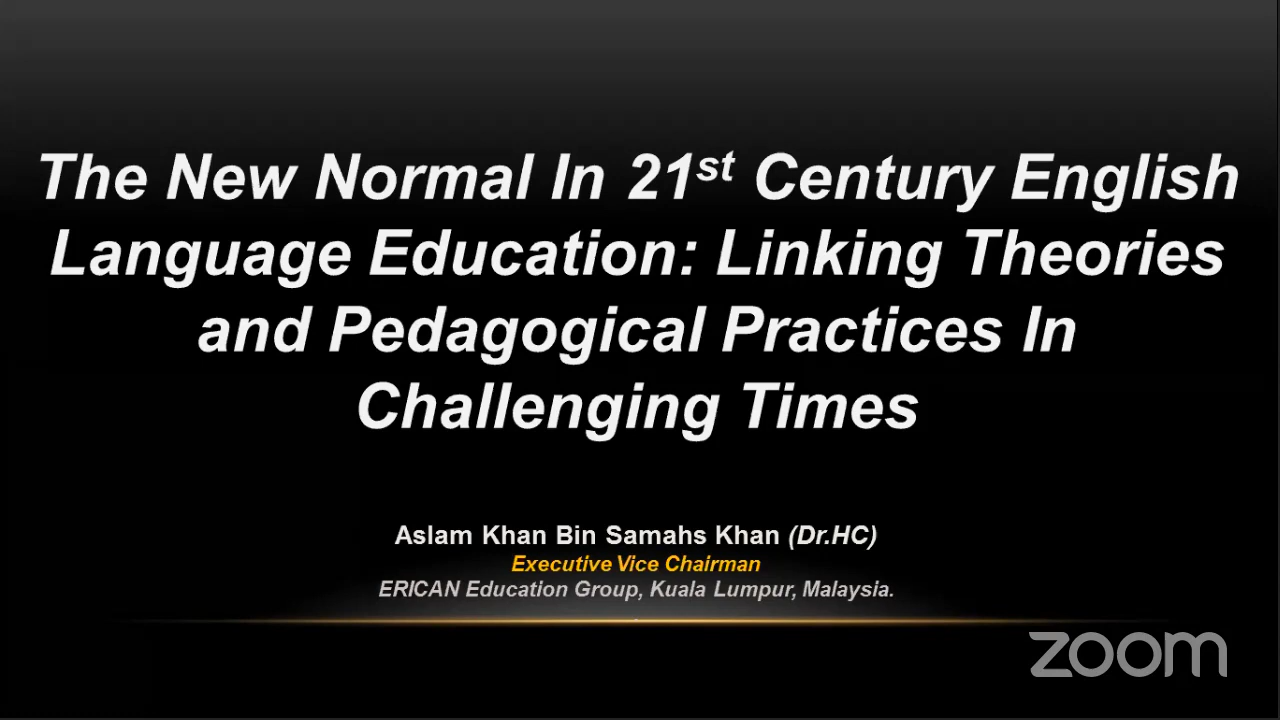 The New Normal In 21st Century English
Language Education: Linking Theories
and Pedagogical Practices In
Challenging Times
Aslam Khan Bin Samahs Khan (Dr.HC)
Executive Vice Chairman
ERICAN Education Group, Kuala Lumpur, Malaysia.
zoom